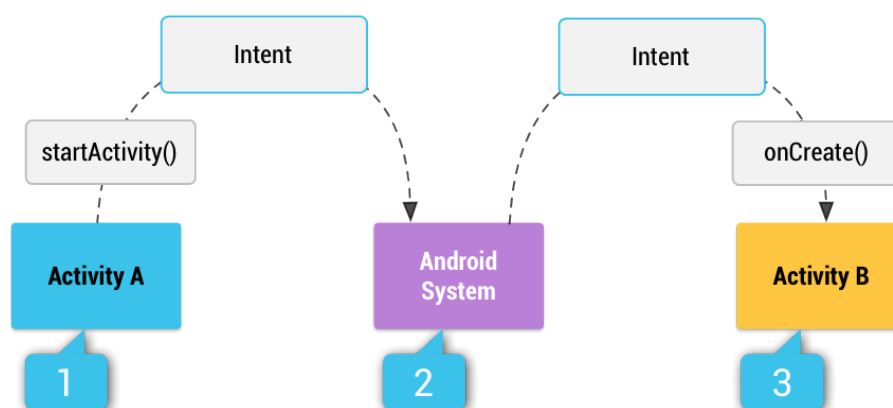 Intent
Intent
startActivity()
onCreate()
Activity A
Android
System
Activity B
1
2
3